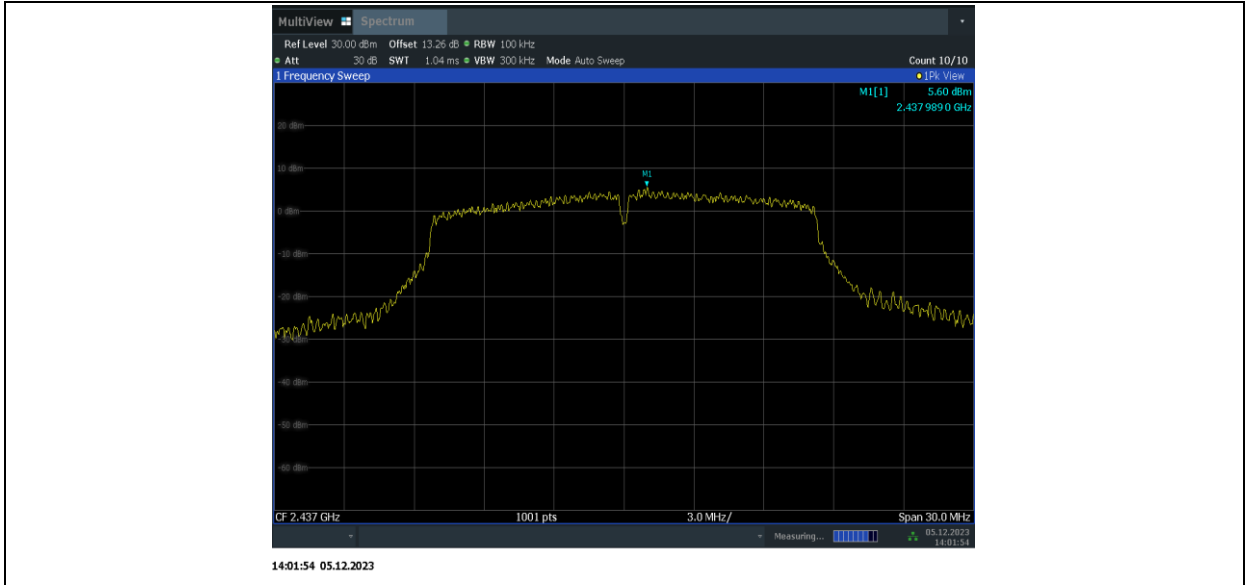 MultiView Spectrum
Ref Level 30.00 dBm Offset 13.26 dB RBW 100 kHz
Att 30 dB SWT 1.04 ms VBW 300 kHz Mode Auto Sweep Count 10/10
1 Frequency Sweep 1Pk View
M1[1] 5.60 dBm
2.437 989 0 GHz
20 dBm
10 dBm
M1
0 dBm
-10 dBm
-20 dBm
-30 dBm
-40 dBm
-50 dBm
-60 dBm
CF 2.437 GHz 1001 pts 3.0 MHz/ Span 30.0 MHz
Measuring... 05.12.2023
14:01:54
14:01:54 05.12.2023